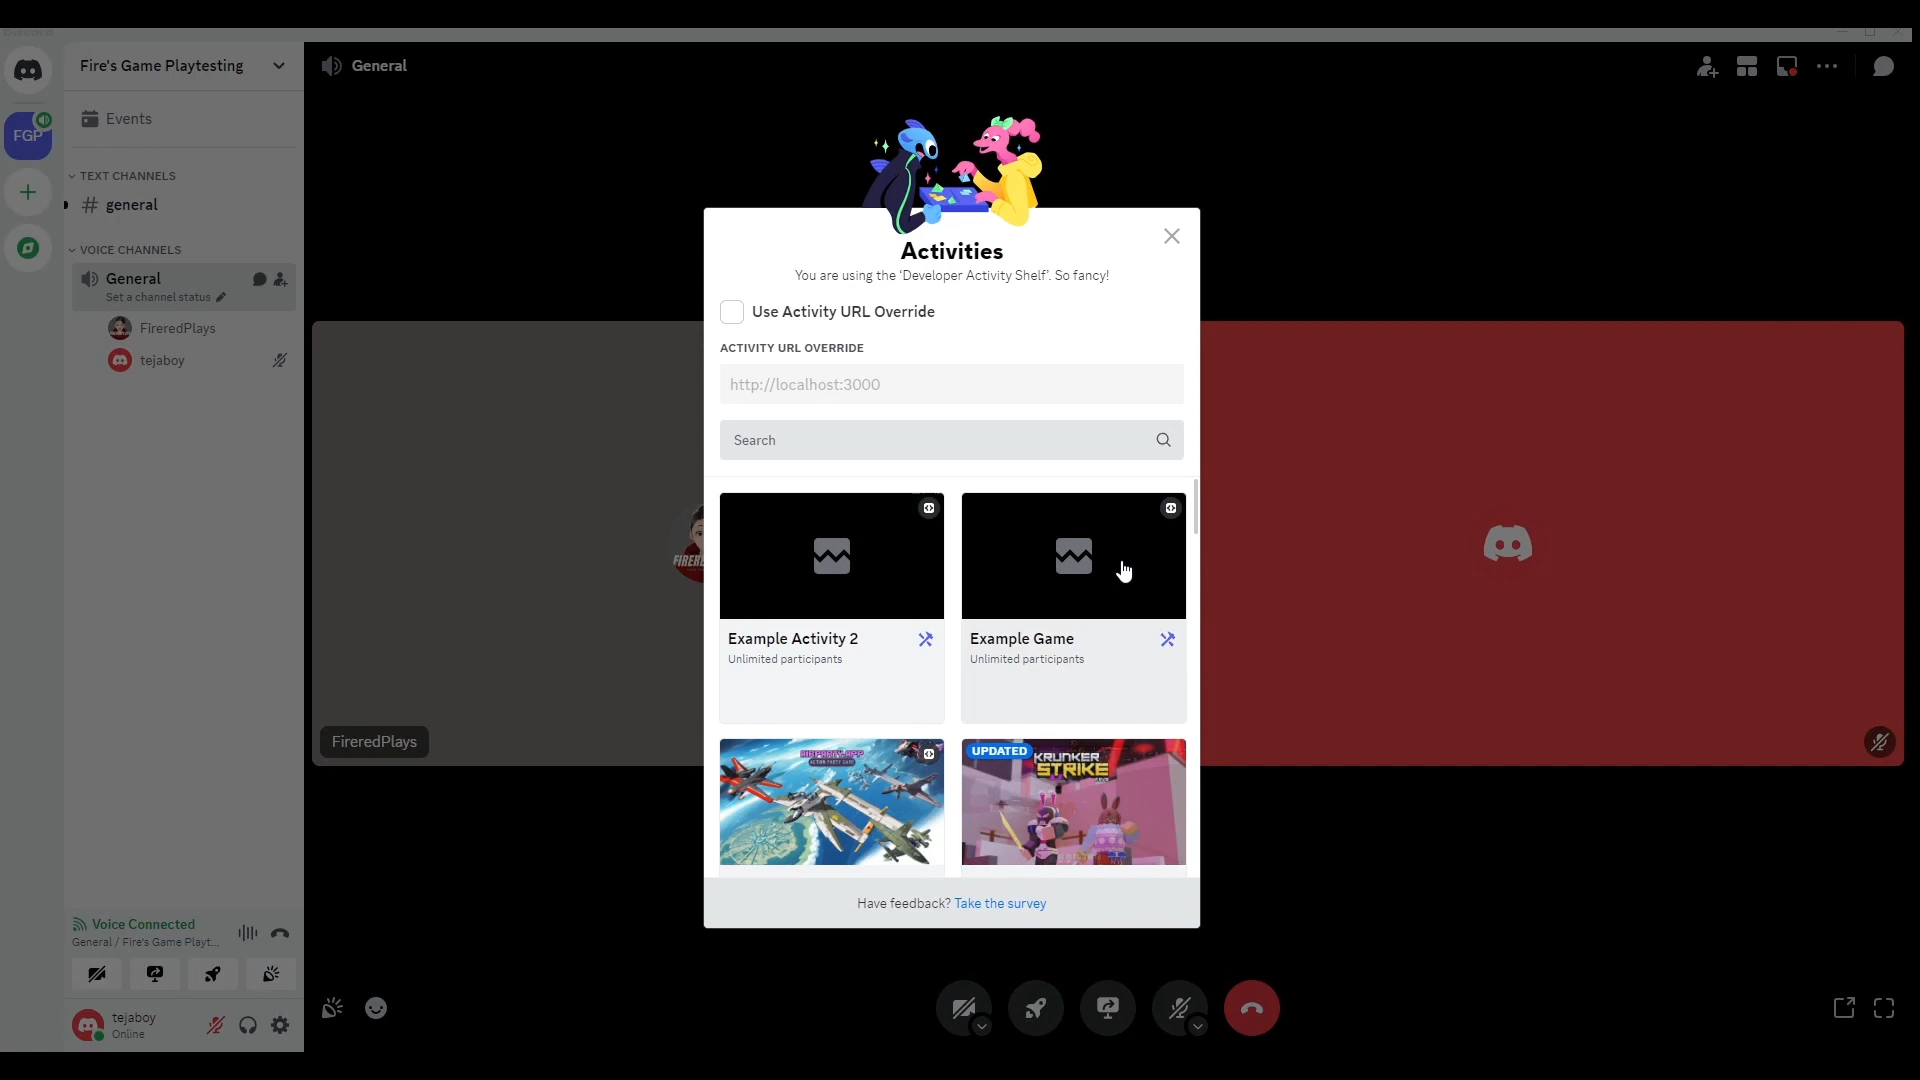 Discord
Fire's Game Playtesting
General
Events
FGP
TEXT CHANNELS
general
VOICE CHANNELS
General
Set a channel status
FireredPlays
tejaboy
Activities
You are using the ‘Developer Activity Shelf’. So fancy!
Use Activity URL Override
ACTIVITY URL OVERRIDE
http://localhost:3000
Search
Example Activity 2
Unlimited participants
Example Game
Unlimited participants
UPDATED
KRUNKER
STRIKE
FireredPlays
Have feedback? Take the survey
Voice Connected
General / Fire's Game Playt...
tejaboy
Online